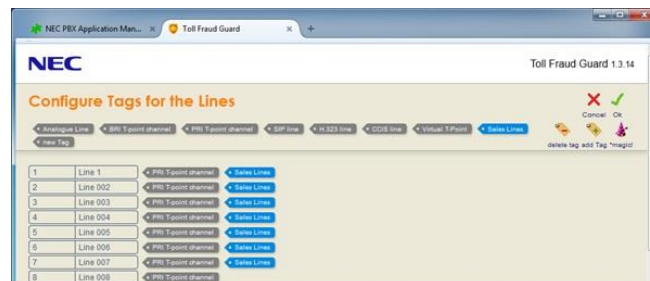 NEC PBX Application Man... × Toll Fraud Guard × +
NEC Toll Fraud Guard 1.3.14
Configure Tags for the Lines
Cancel Ok
Analogue Line BRI T-point channel PRI T-point channel SIP line H.323 line CCIS line Virtual T-Point Sales Lines
new Tag
delete tag add Tag *magic!
1 Line 1 PRI T-point channel Sales Lines
2 Line 002 PRI T-point channel Sales Lines
3 Line 003 PRI T-point channel Sales Lines
4 Line 004 PRI T-point channel Sales Lines
5 Line 005 PRI T-point channel Sales Lines
6 Line 006 PRI T-point channel Sales Lines
7 Line 007 PRI T-point channel Sales Lines
8 Line 008 PRI T-point channel